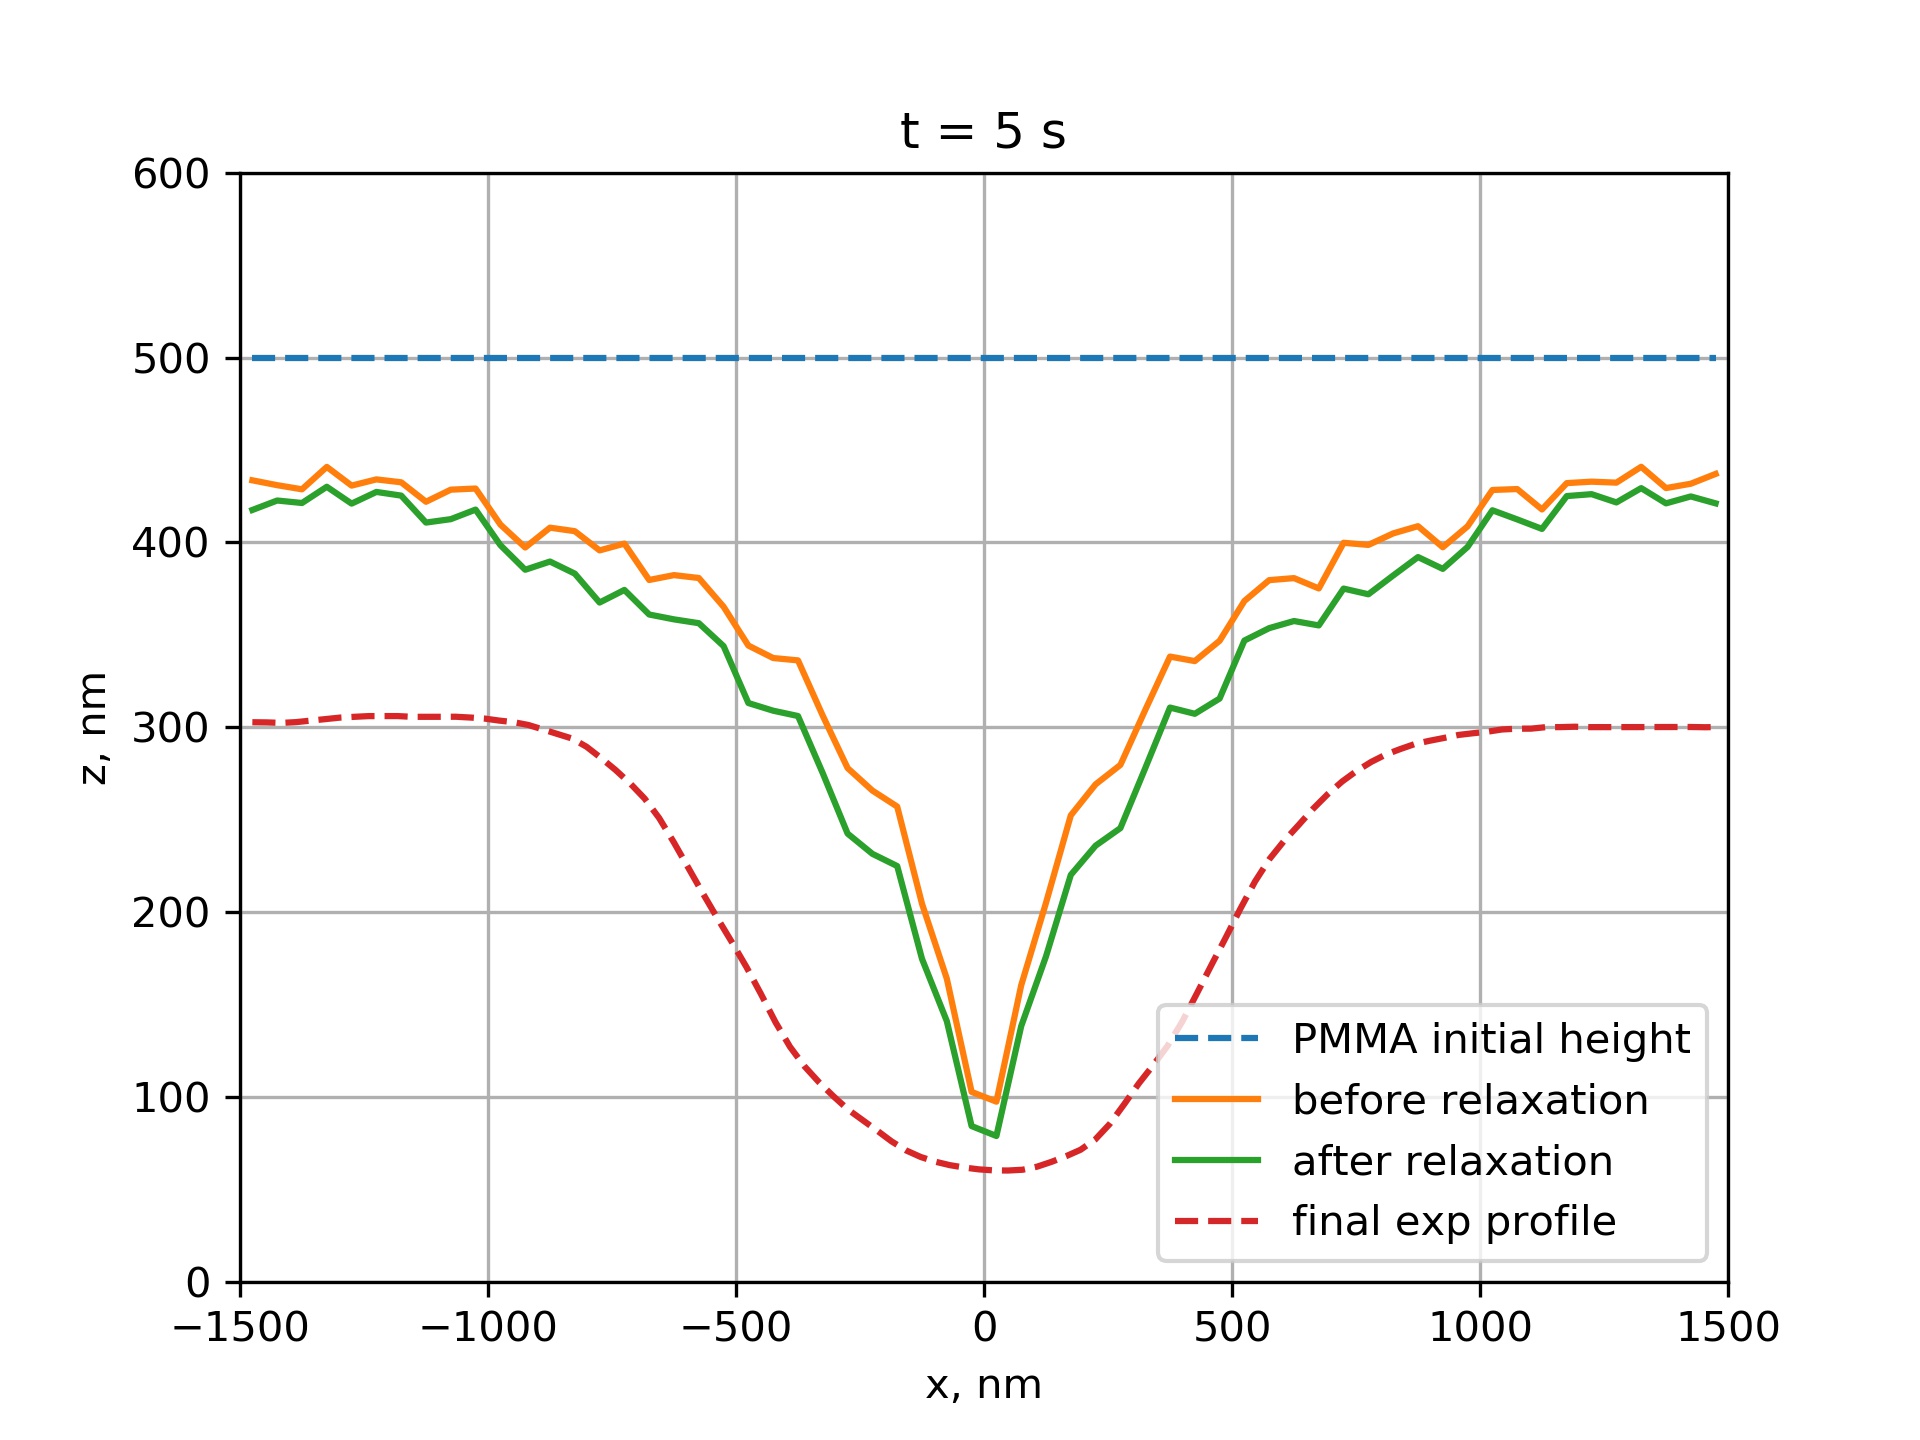 t = 5 s
600
500
400
300
200
100
0
z, nm
−1500 −1000 −500 0 500 1000 1500
x, nm
PMMA initial height
before relaxation
after relaxation
final exp profile